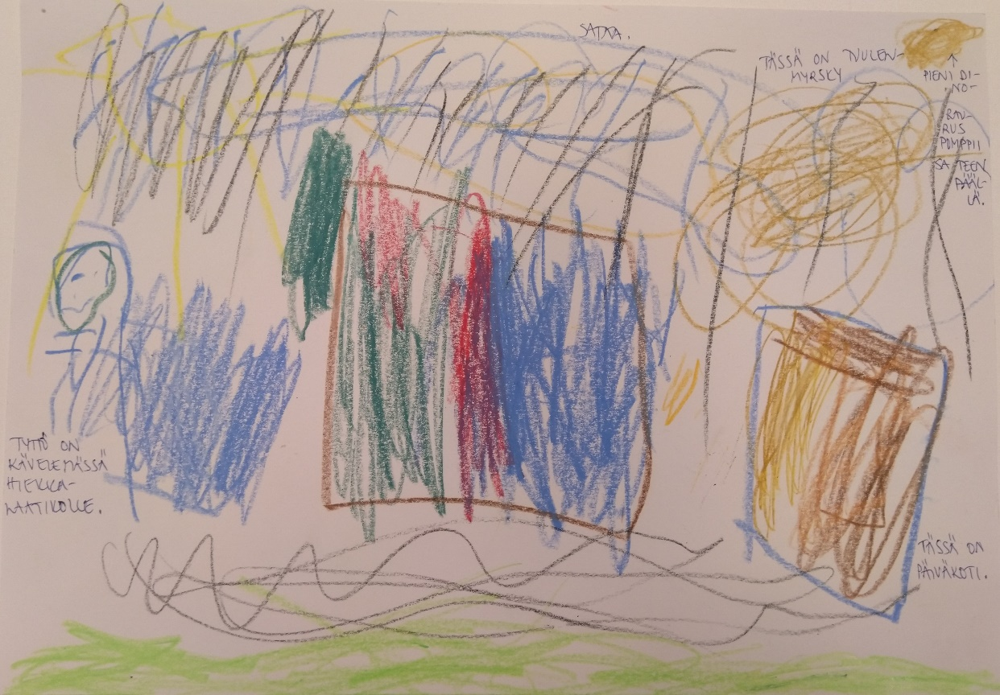 SATAA.
TÄSSÄ ON TUULEN-
MYRSKY
PIENI DI-
NO-
SAU-
RUS
POMPPII
SATEEN
PÄÄL-
LÄ.
TYTTÖ ON
KÄVELEMÄSSÄ
HIEKKA-
LAATIKOLLE.
TÄSSÄ ON
PÄIVÄKOTI.